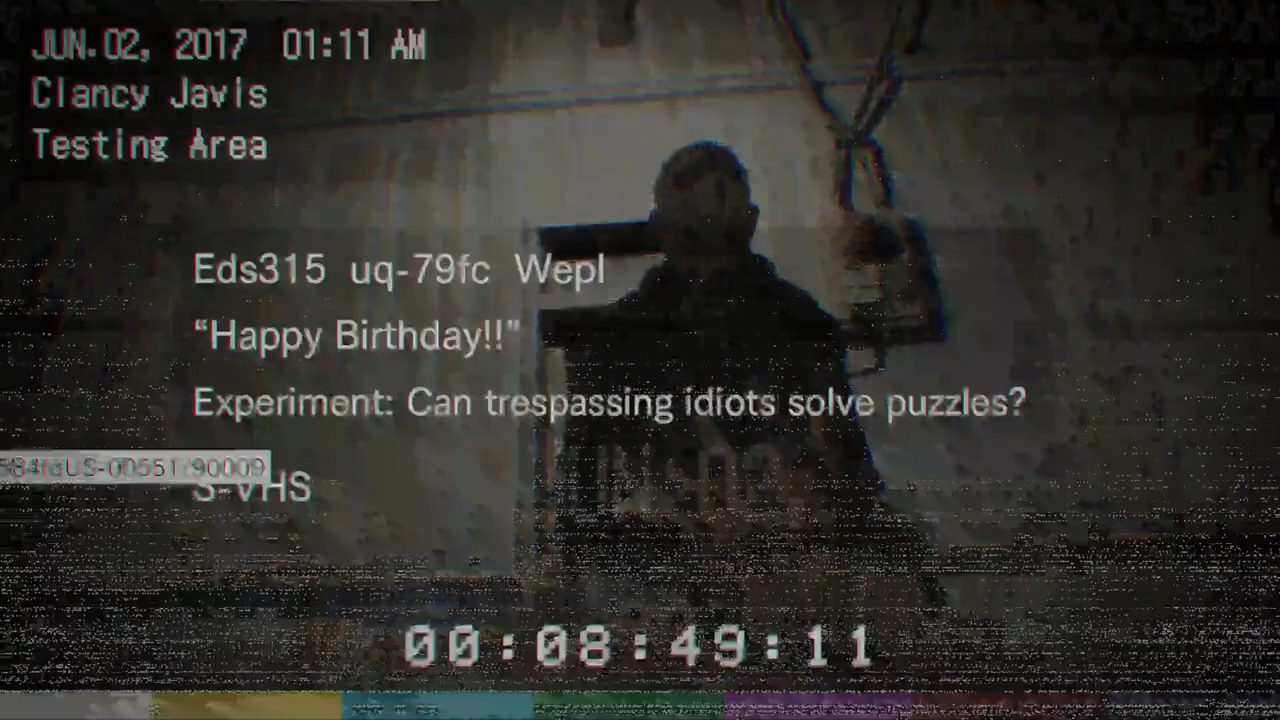 JUN.02, 2017 01:11 AM
Clancy Javis
Testing Area
Eds315 uq-79fc Wepl
“Happy Birthday!!”
Experiment: Can trespassing idiots solve puzzles?
S-VHS
00:08:49:11